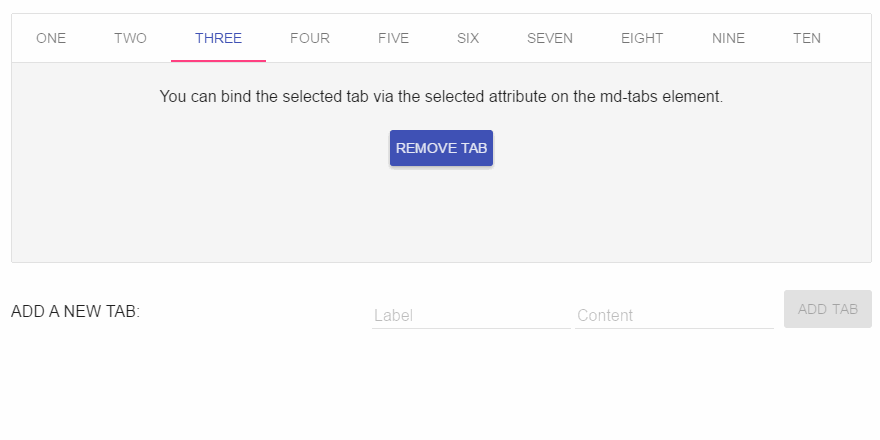 ONE TWO THREE FOUR FIVE SIX SEVEN EIGHT NINE TEN
You can bind the selected tab via the selected attribute on the md-tabs element.
REMOVE TAB
ADD A NEW TAB: Label Content ADD TAB